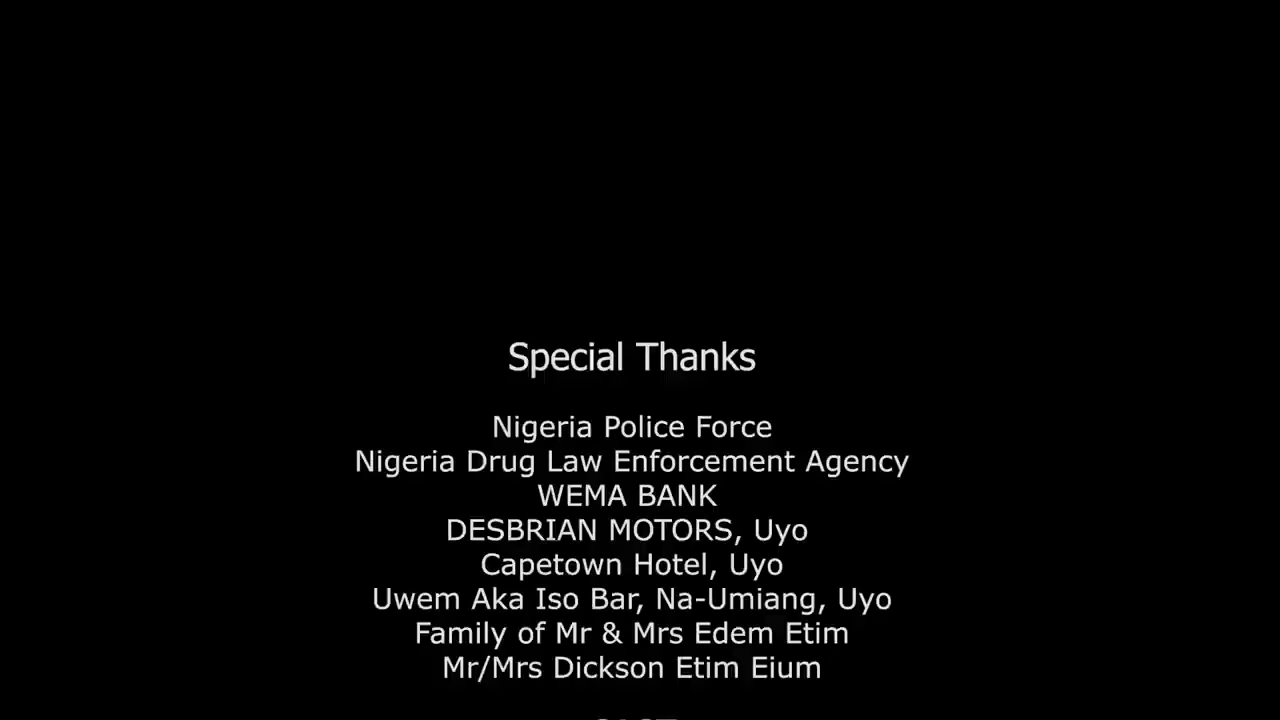 Special Thanks
Nigeria Police Force
Nigeria Drug Law Enforcement Agency
WEMA BANK
DESBRIAN MOTORS, Uyo
Capetown Hotel, Uyo
Uwem Aka Iso Bar, Na-Umiang, Uyo
Family of Mr & Mrs Edem Etim
Mr/Mrs Dickson Etim Eium